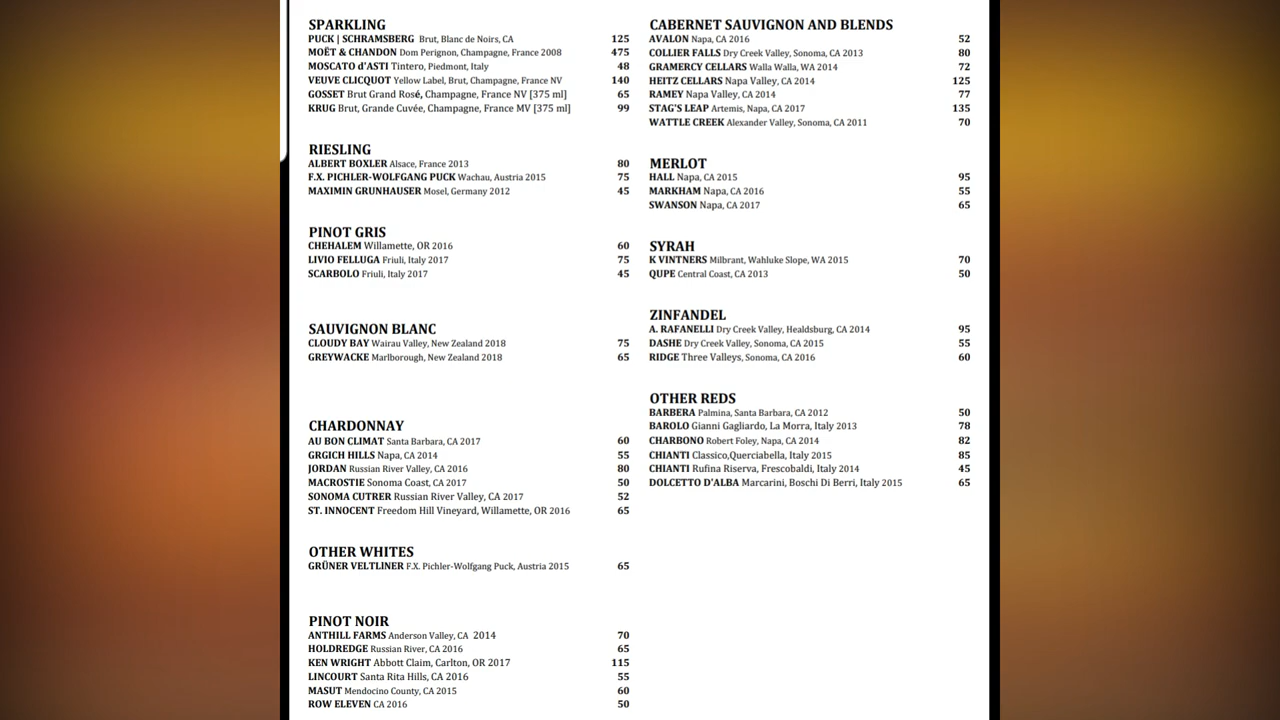 SPARKLING
PUCK | SCHRAMSBERG Brut, Blanc de Noirs, CA 125
MOËT & CHANDON Dom Perignon, Champagne, France 2008 475
MOSCATO d'ASTI Tintero, Piedmont, Italy 48
VEUVE CLICQUOT Yellow Label, Brut, Champagne, France NV 140
GOSSET Brut Grand Rosé, Champagne, France NV [375 ml] 65
KRUG Brut, Grande Cuvée, Champagne, France MV [375 ml] 99
RIESLING
ALBERT BOXLER Alsace, France 2013 80
F.X. PICHLER-WOLFGANG PUCK Wachau, Austria 2015 75
MAXIMIN GRUNHAUSER Mosel, Germany 2012 45
PINOT GRIS
CHEHALEM Willamette, OR 2016 60
LIVIO FELLUGA Friuli, Italy 2017 75
SCARBOLO Friuli, Italy 2017 45
SAUVIGNON BLANC
CLOUDY BAY Wairau Valley, New Zealand 2018 75
GREYWACKE Marlborough, New Zealand 2018 65
CHARDONNAY
AU BON CLIMAT Santa Barbara, CA 2017 60
GRGICH HILLS Napa, CA 2014 55
JORDAN Russian River Valley, CA 2016 80
MACROSTIE Sonoma Coast, CA 2017 50
SONOMA CUTRER Russian River Valley, CA 2017 52
ST. INNOCENT Freedom Hill Vineyard, Willamette, OR 2016 65
OTHER WHITES
GRÜNER VELTLINER F.X. Pichler-Wolfgang Puck, Austria 2015 65
PINOT NOIR
ANTHILL FARMS Anderson Valley, CA 2014 70
HOLDREDGE Russian River, CA 2016 65
KEN WRIGHT Abbott Claim, Carlton, OR 2017 115
LINCOURT Santa Rita Hills, CA 2016 55
MASUT Mendocino County, CA 2015 60
ROW ELEVEN CA 2016 50
CABERNET SAUVIGNON AND BLENDS
AVALON Napa, CA 2016 52
COLLIER FALLS Dry Creek Valley, Sonoma, CA 2013 80
GRAMERCY CELLARS Walla Walla, WA 2014 72
HEITZ CELLARS Napa Valley, CA 2014 125
RAMEY Napa Valley, CA 2014 77
STAG'S LEAP Artemis, Napa, CA 2017 135
WATTLE CREEK Alexander Valley, Sonoma, CA 2011 70
MERLOT
HALL Napa, CA 2015 95
MARKHAM Napa, CA 2016 55
SWANSON Napa, CA 2017 65
SYRAH
K VINTNERS Milbrant, Wahluke Slope, WA 2015 70
QUPE Central Coast, CA 2013 50
ZINFANDEL
A. RAFANELLI Dry Creek Valley, Healdsburg, CA 2014 95
DASHE Dry Creek Valley, Sonoma, CA 2015 55
RIDGE Three Valleys, Sonoma, CA 2016 60
OTHER REDS
BARBERA Palmina, Santa Barbara, CA 2012 50
BAROLO Gianni Gagliardo, La Morra, Italy 2013 78
CHARBONO Robert Foley, Napa, CA 2014 82
CHIANTI Classico,Querciabella, Italy 2015 85
CHIANTI Rufina Riserva, Frescobaldi, Italy 2014 45
DOLCETTO D'ALBA Marcarini, Boschi Di Berri, Italy 2015 65